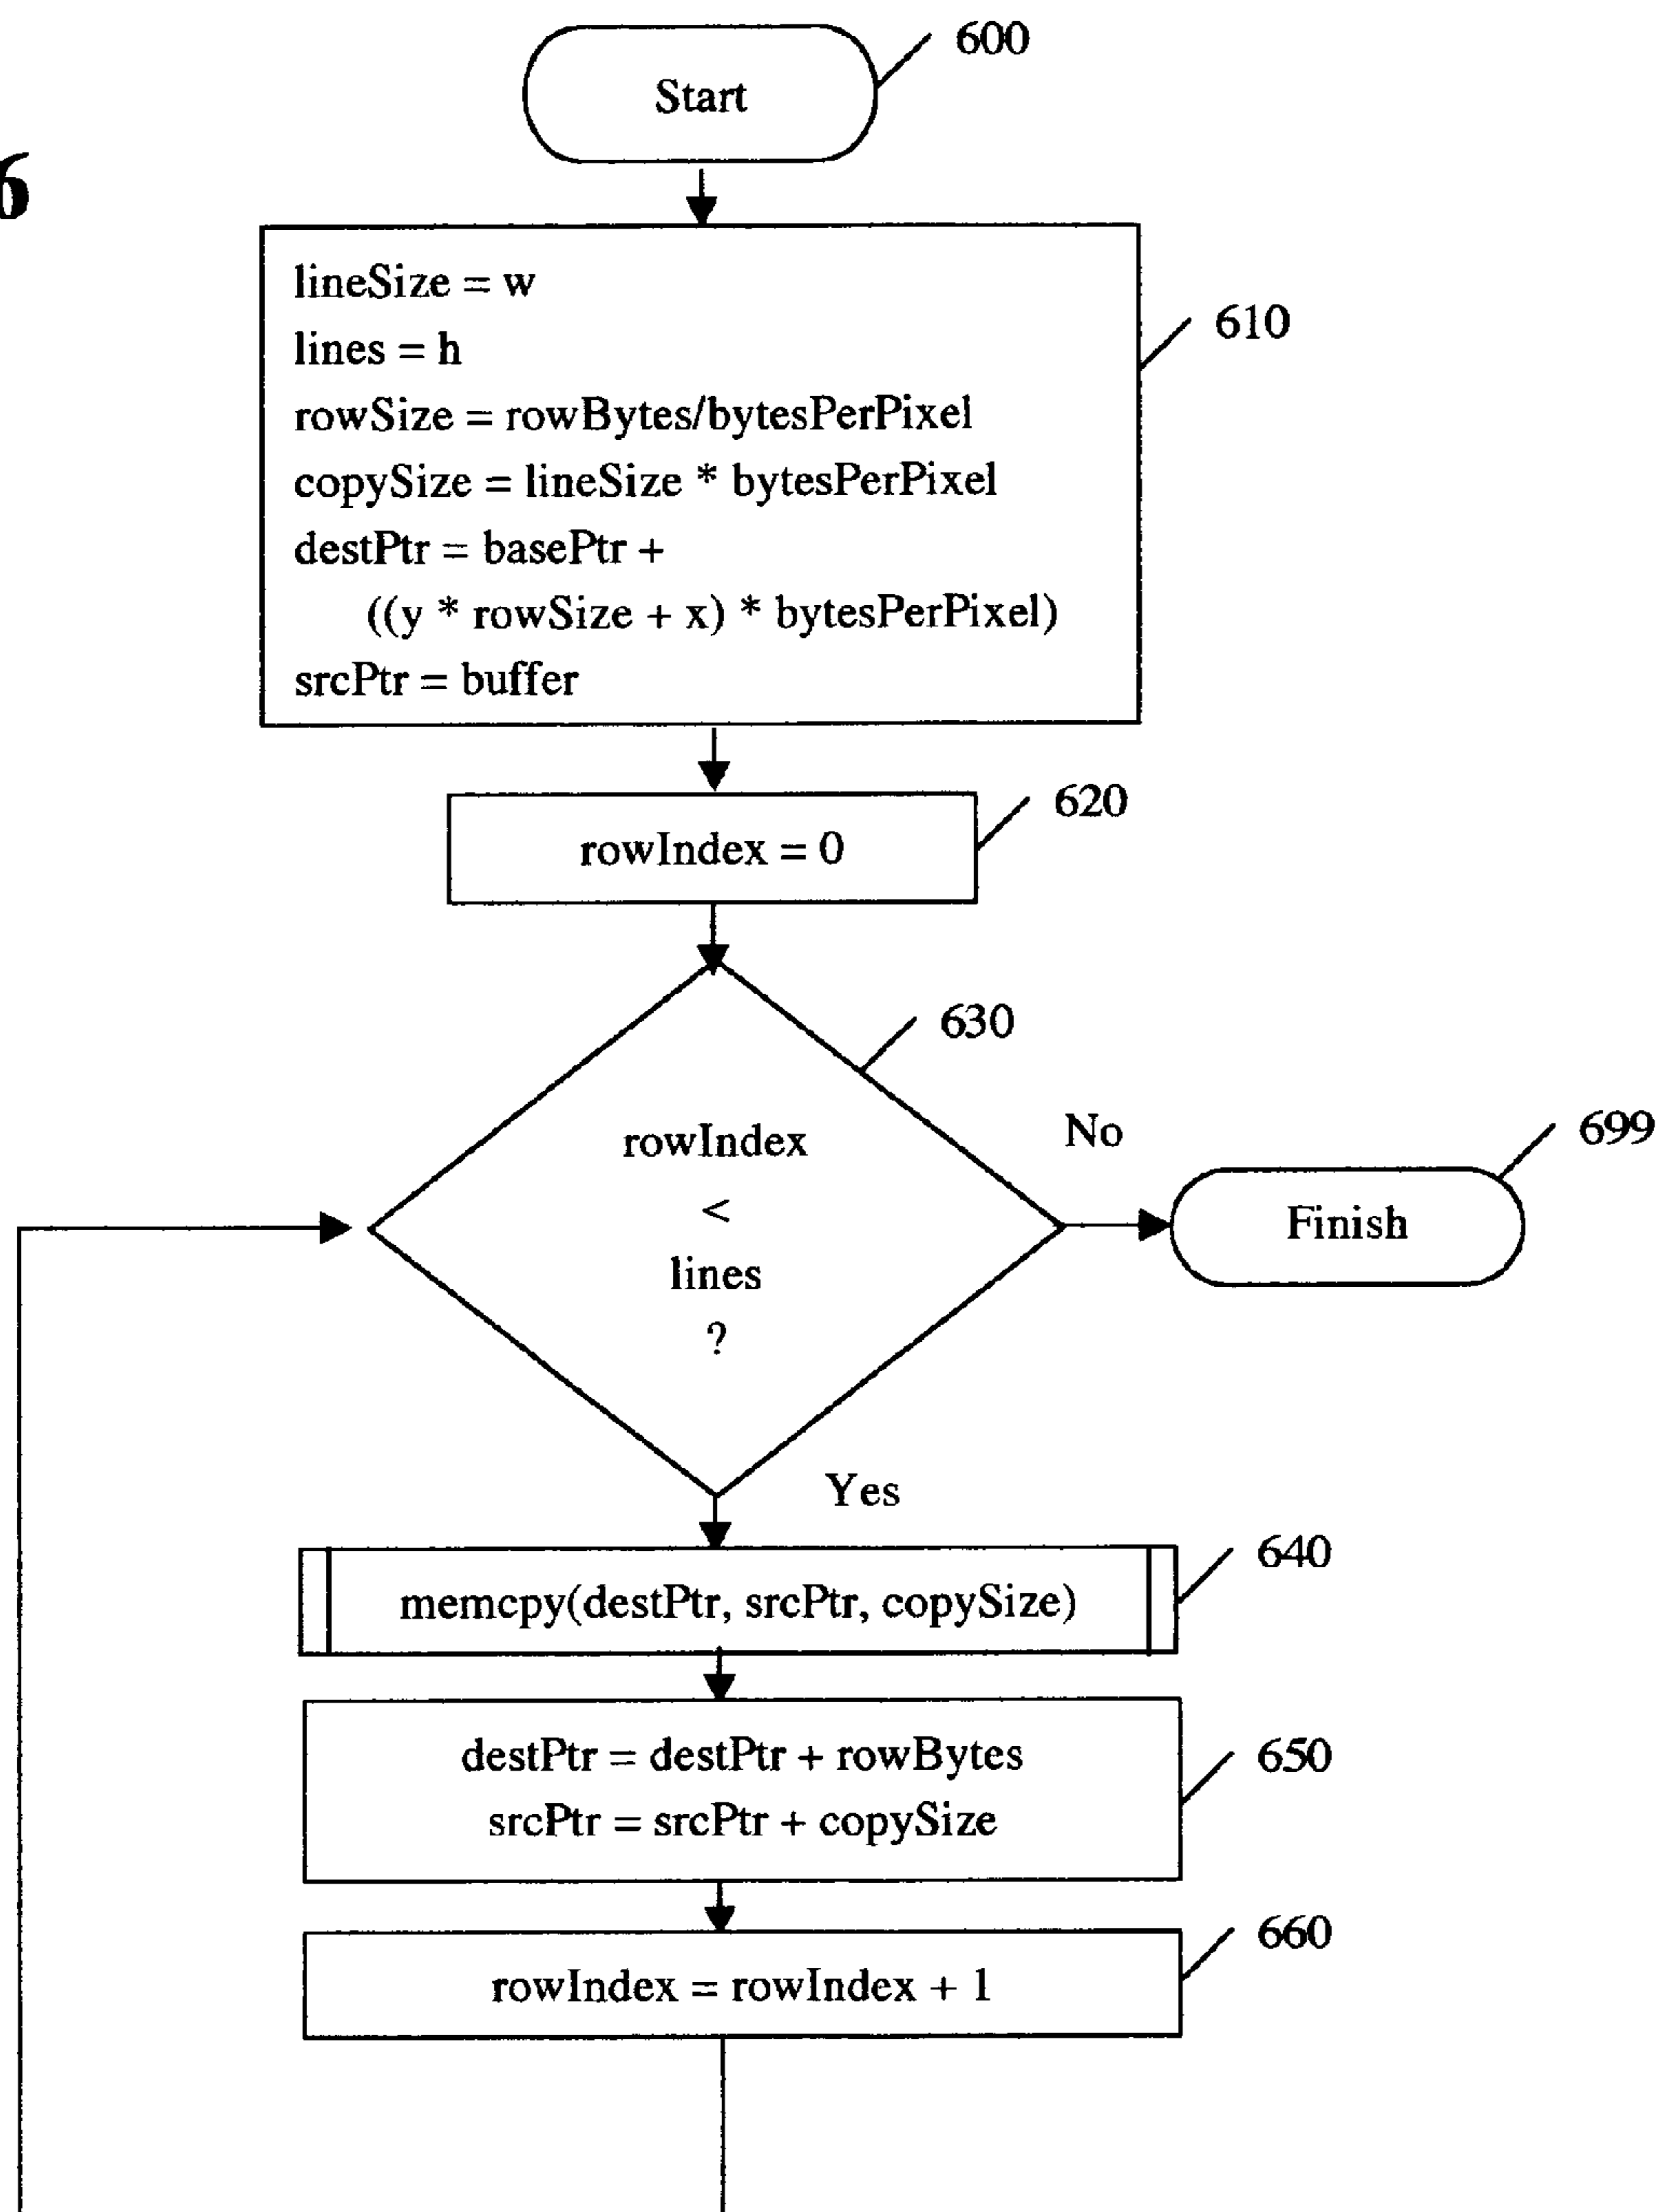 600
Start
6
610
lineSize = w
lines = h
rowSize = rowBytes/bytesPerPixel
copySize = lineSize * bytesPerPixel
destPtr = basePtr +
((y * rowSize + x) * bytesPerPixel)
srcPtr = buffer
620
rowIndex = 0
630
rowIndex
<
lines
?
No
699
Finish
Yes
640
memcpy(destPtr, srcPtr, copySize)
650
destPtr = destPtr + rowBytes
srcPtr = srcPtr + copySize
660
rowIndex = rowIndex + 1